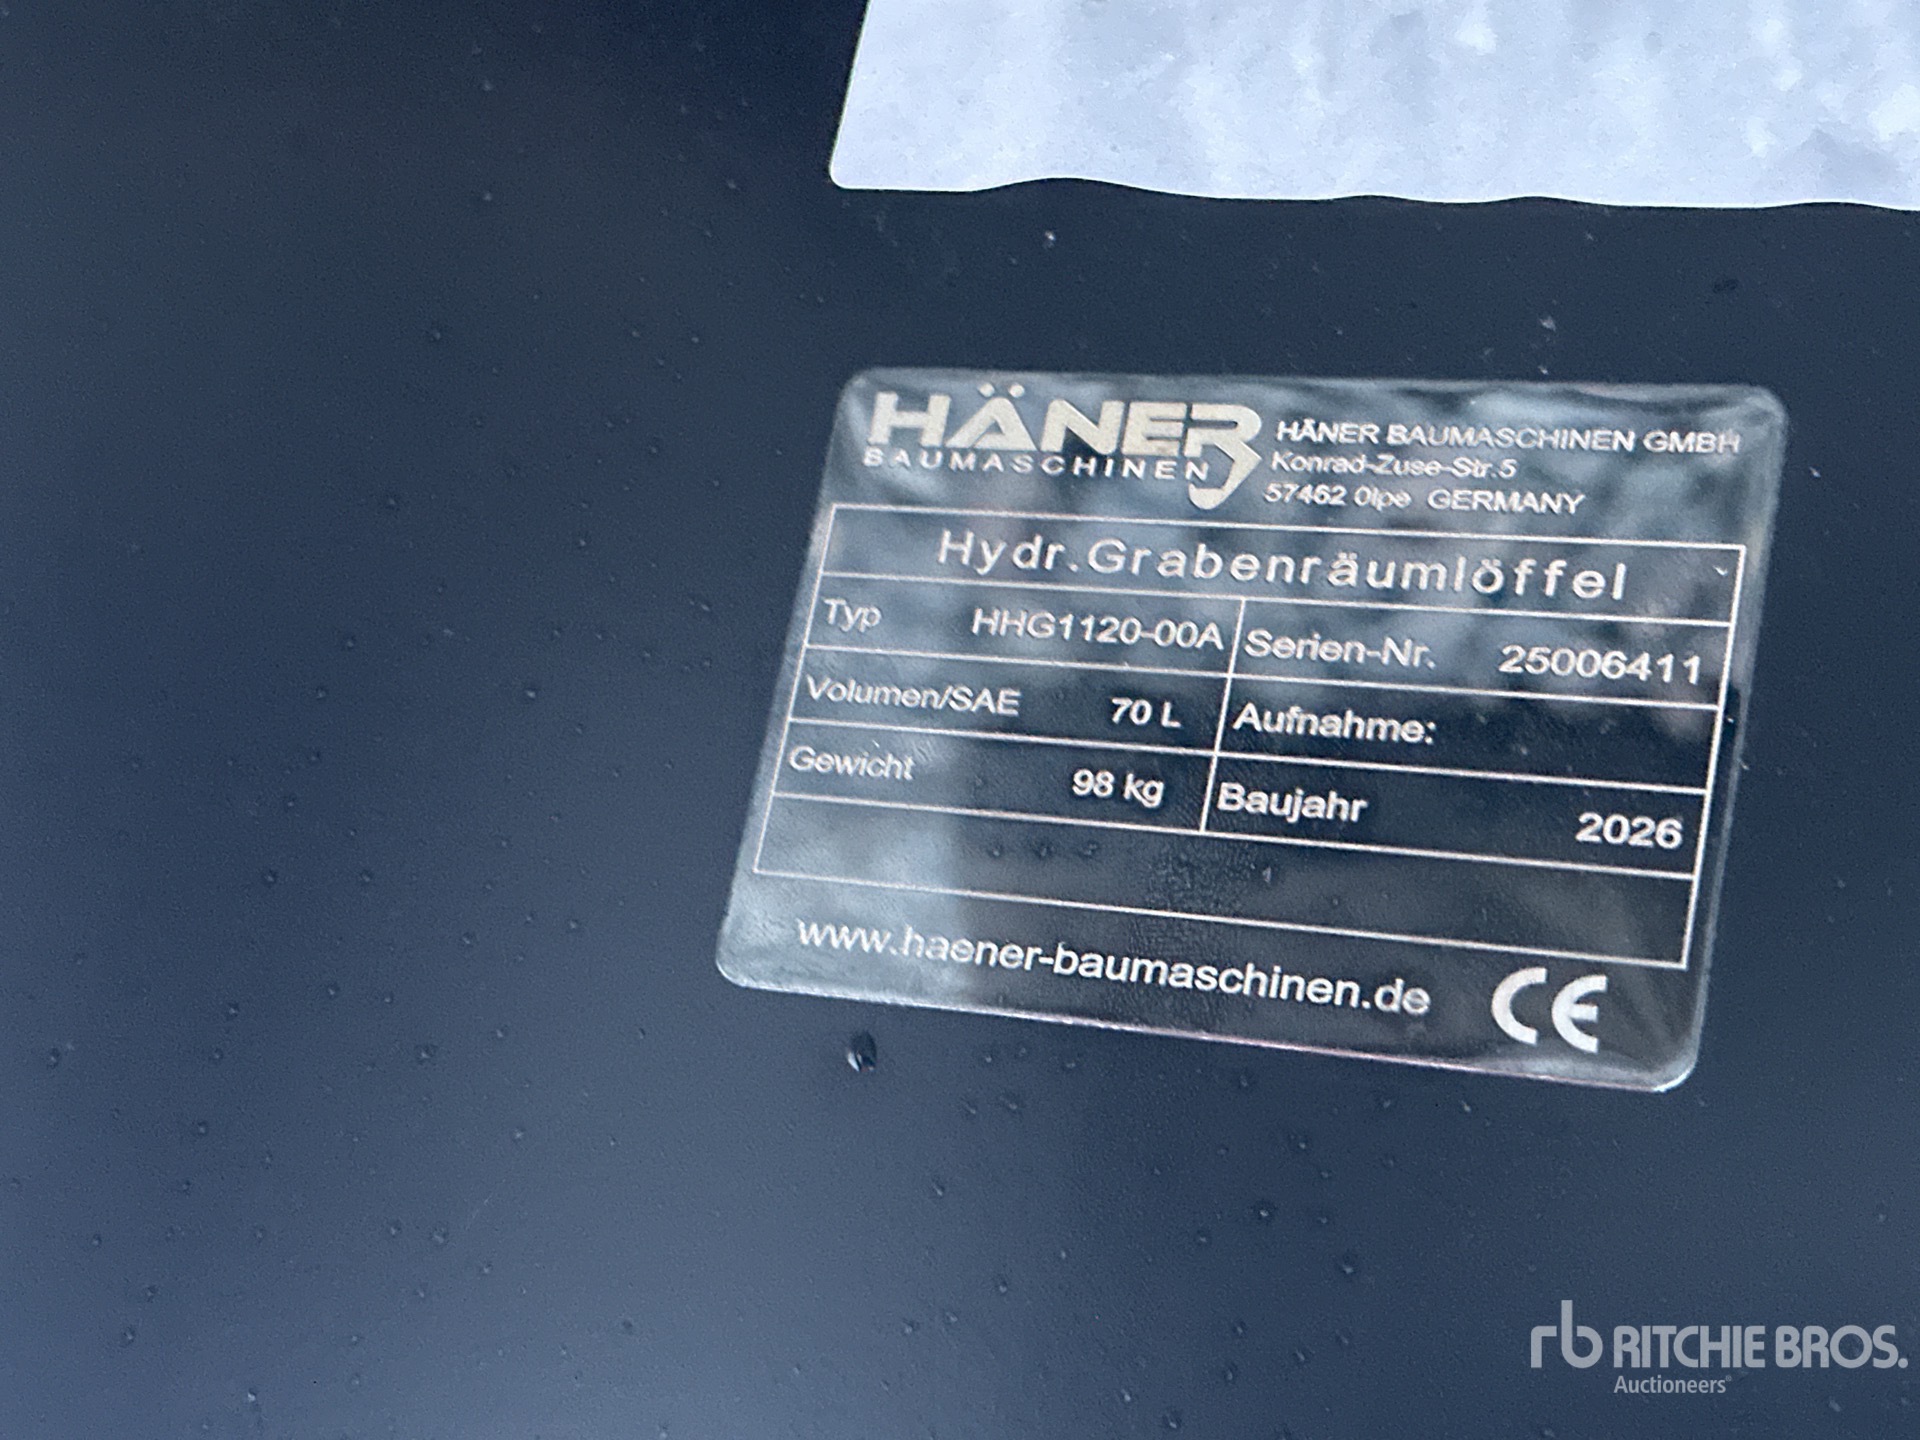 HÄNER
BAUMASCHINEN
HÄNER BAUMASCHINEN GMBH
Konrad-Zuse-Str.5
57462 Olpe GERMANY
Hydr.Grabenräumlöffel
Typ HHG1120-00A Serien-Nr. 25006411
Volumen/SAE 70 L Aufnahme:
Gewicht 98 kg Baujahr 2026
www.haener-baumaschinen.de CE
rb RITCHIE BROS.
Auctioneers